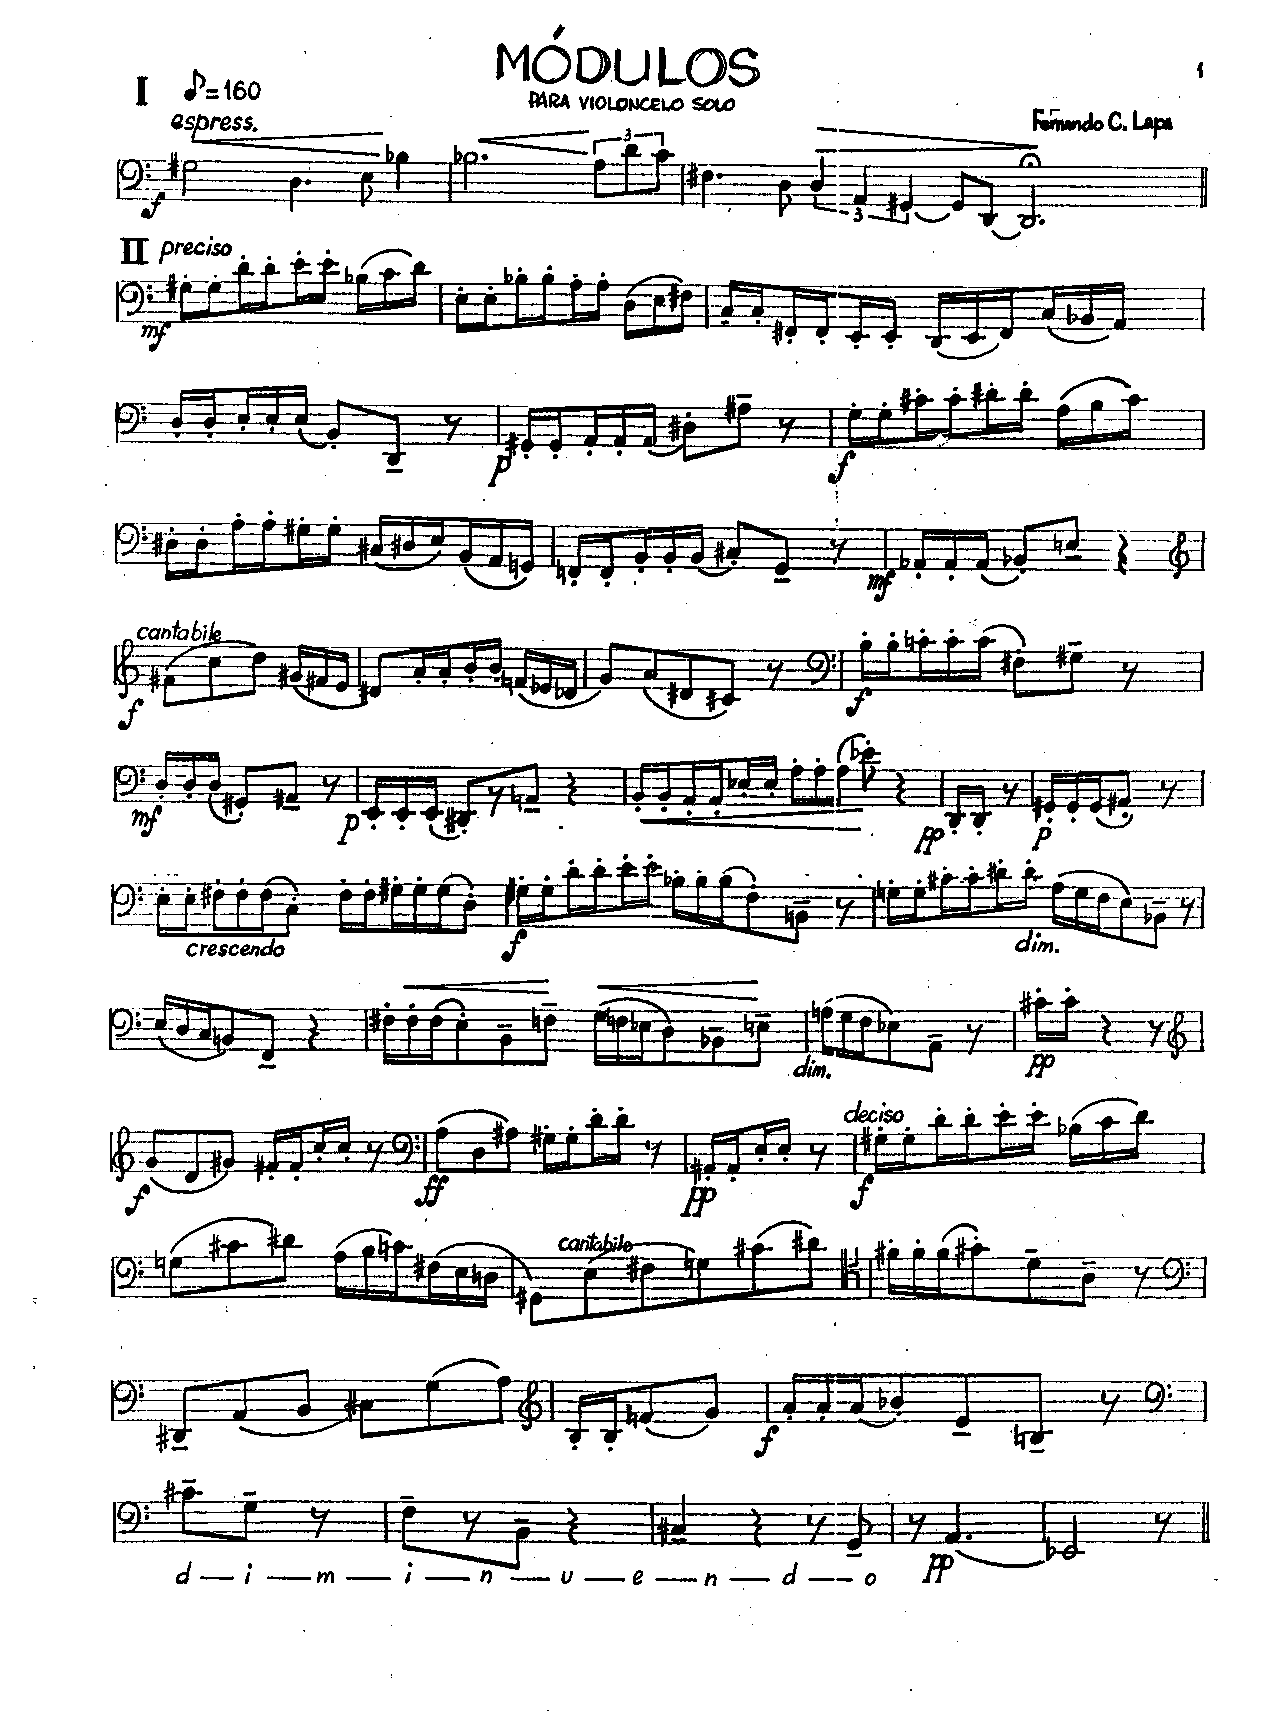 MÓDULOS
1
I ♪=160
PARA VIOLONCELO SOLO
espress.
Fernando C. Lapa
3
f
3
II preciso
mf
p
f
mf
cantabile
f
f
mf
p
pp
p
crescendo
f
dim.
dim.
pp
deciso
f
ff
pp
f
cantabile
f
d — i — m — i — n — u — e — n — d — o
pp